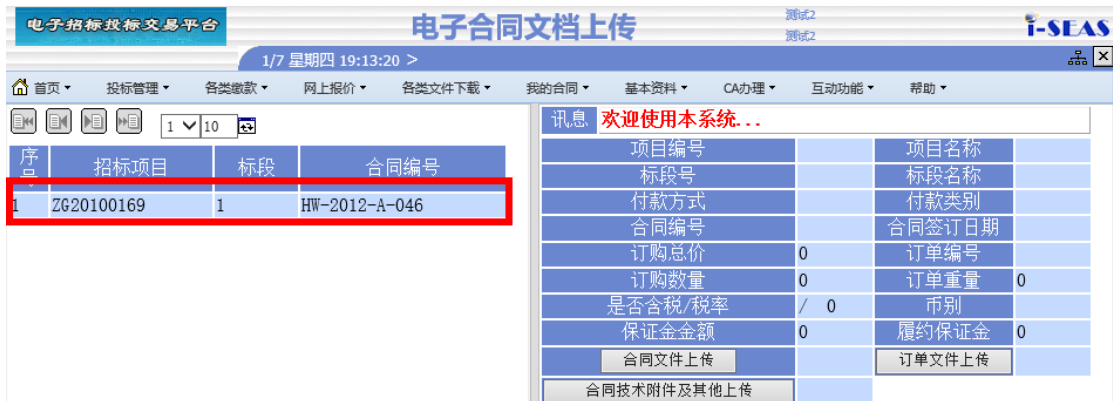 电子招标投标交易平台
电子合同文档上传
测试2
测试2
i-SEAS
1/7 星期四 19:13:20 >
首页 投标管理 各类缴款 网上报价 各类文件下载 我的合同 基本资料 CA办理 互动功能 帮助
1 10
讯息 欢迎使用本系统...
序号 招标项目 标段 合同编号
1 ZG20100169 1 HW-2012-A-046
项目编号 项目名称
标段号 标段名称
付款方式 付款类别
合同编号 合同签订日期
订购总价 0 订单编号
订购数量 0 订单重量 0
是否含税/税率 / 0 币别
保证金金额 0 履约保证金 0
合同文件上传 订单文件上传
合同技术附件及其他上传